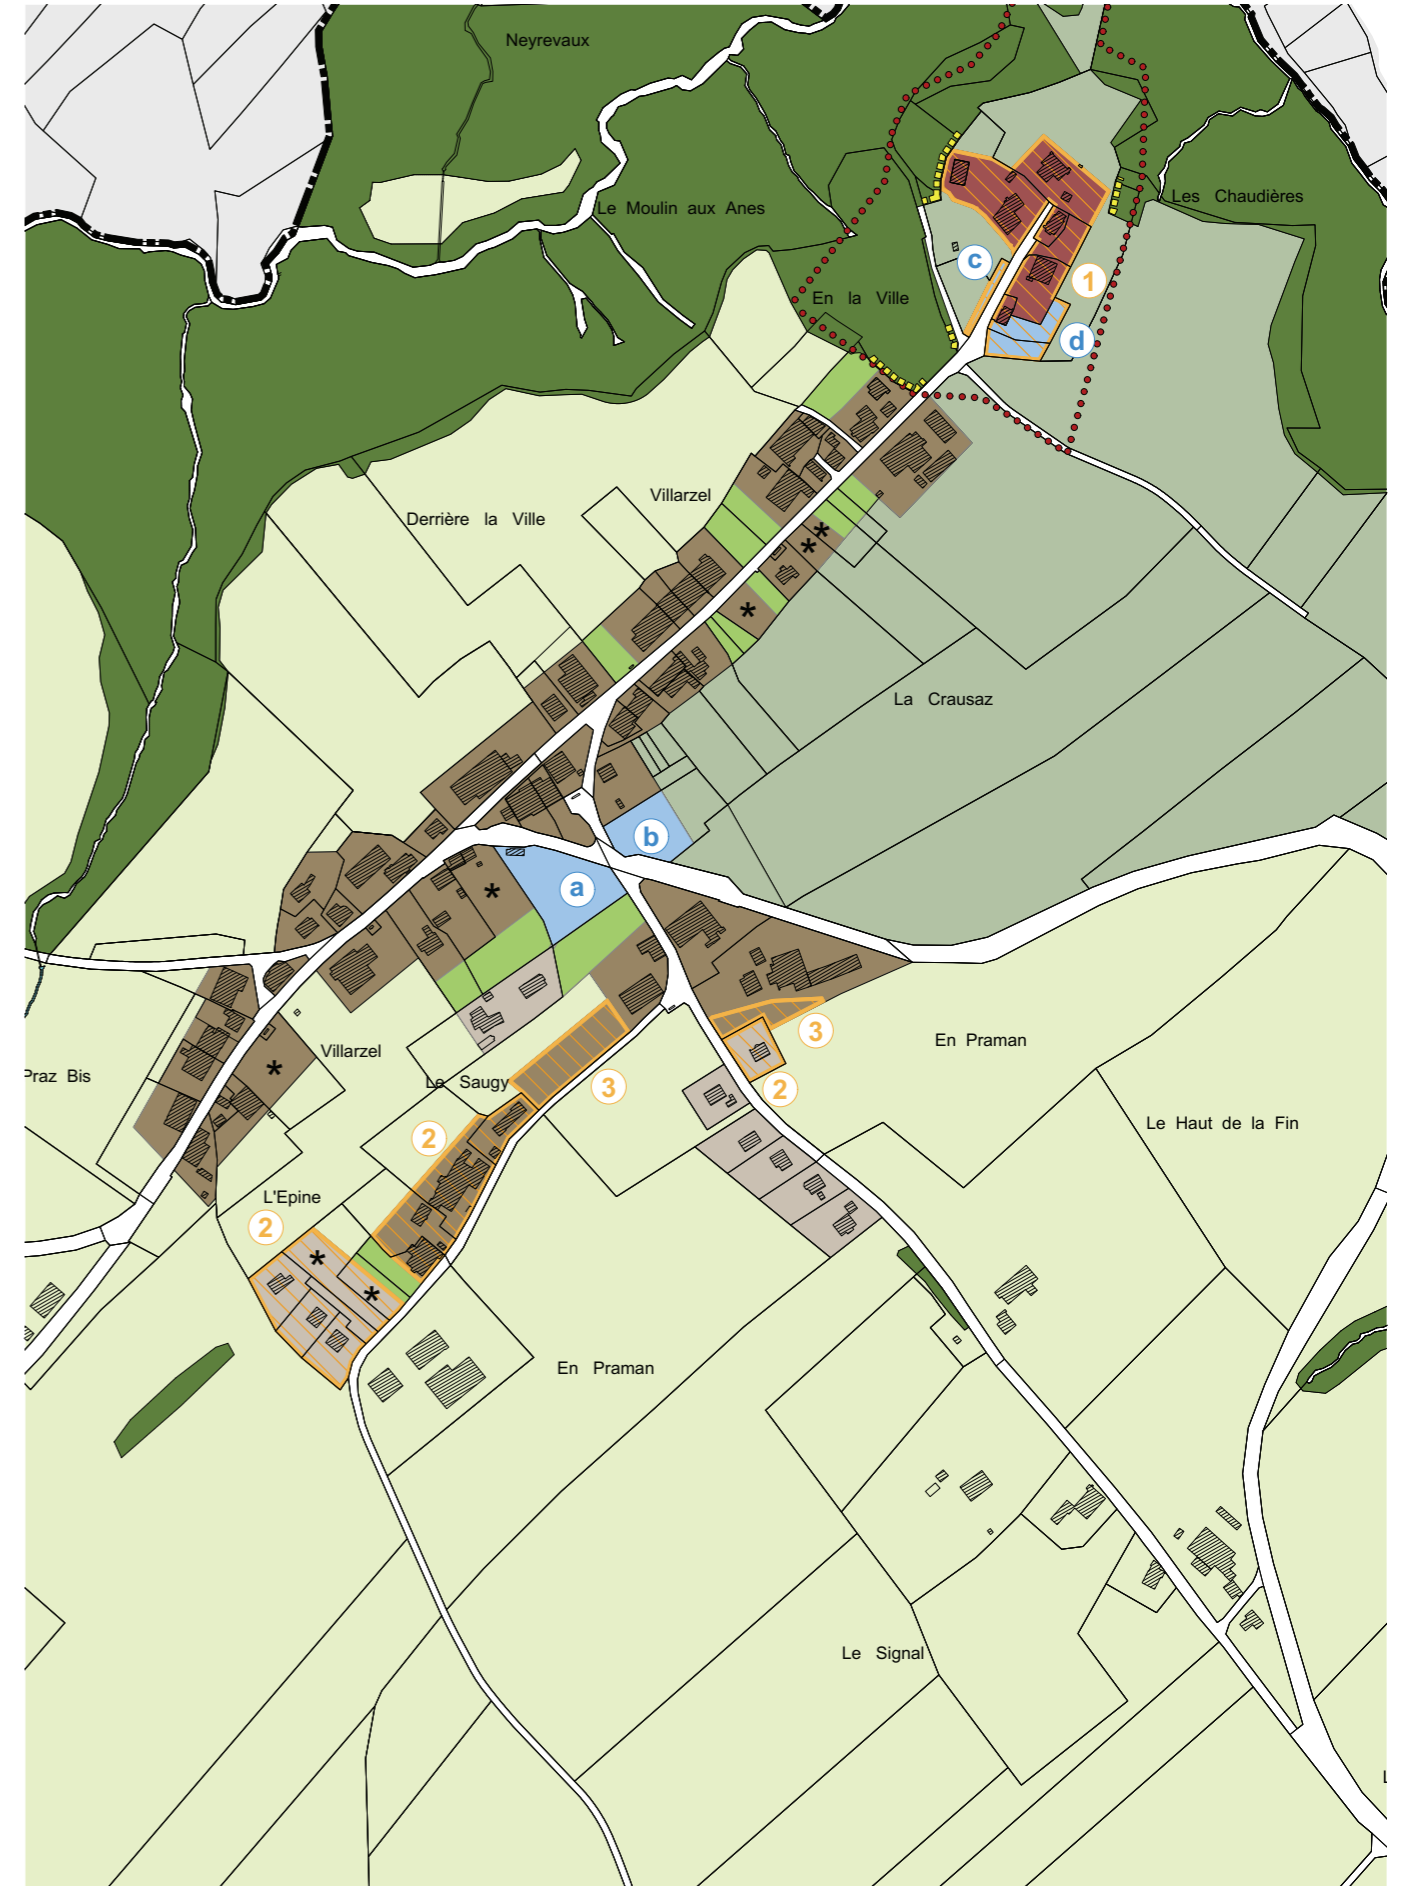 Neyrevaux
Le Moulin aux Anes
Les Chaudières
c
1
En la Ville
d
Villarzel
Derrière la Ville
*
*
*
La Crausaz
b
a
*
3
En Praman
Villarzel
*
Praz Bis
Le Saugy
3
2
2
Le Haut de la Fin
L'Epine
2
*
*
En Praman
Le Signal